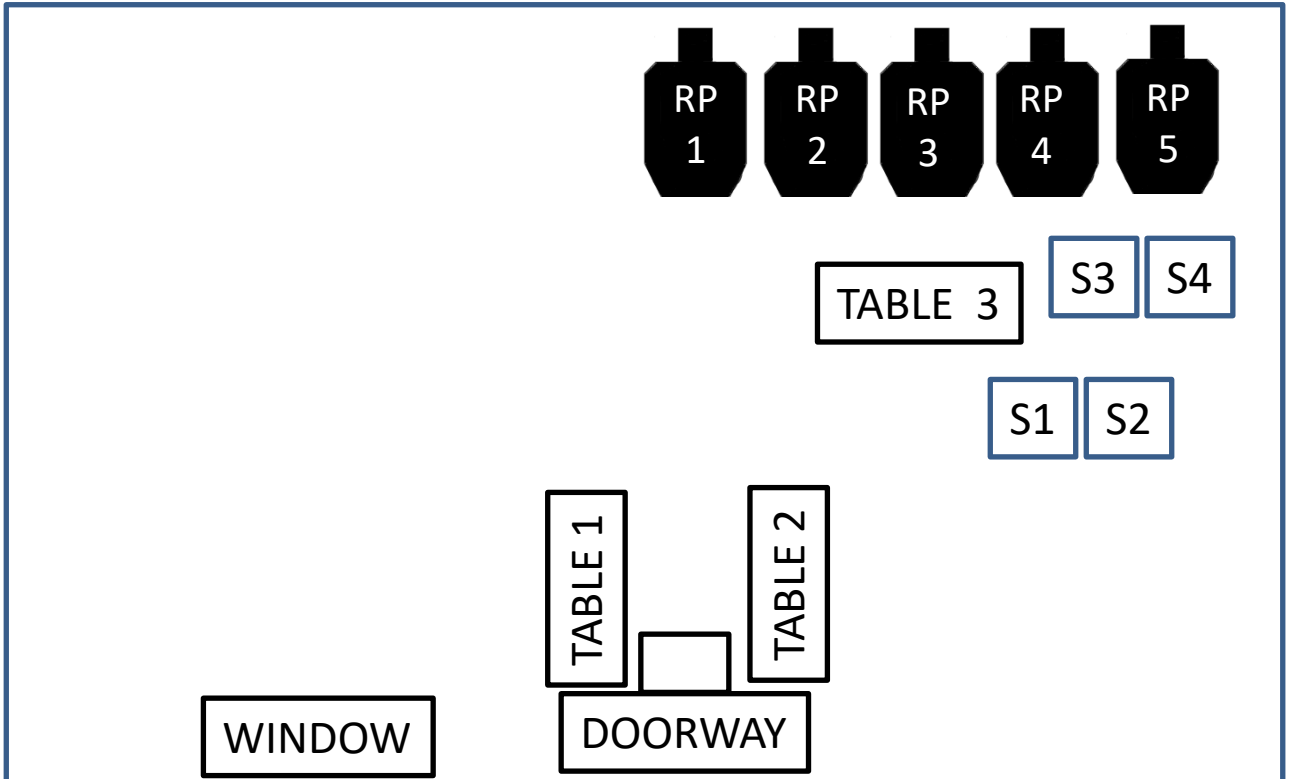 RP
1
RP
2
RP
3
RP
4
RP
5
S3
S4
TABLE 3
S1
S2
TABLE 1
TABLE 2
WINDOW
DOORWAY